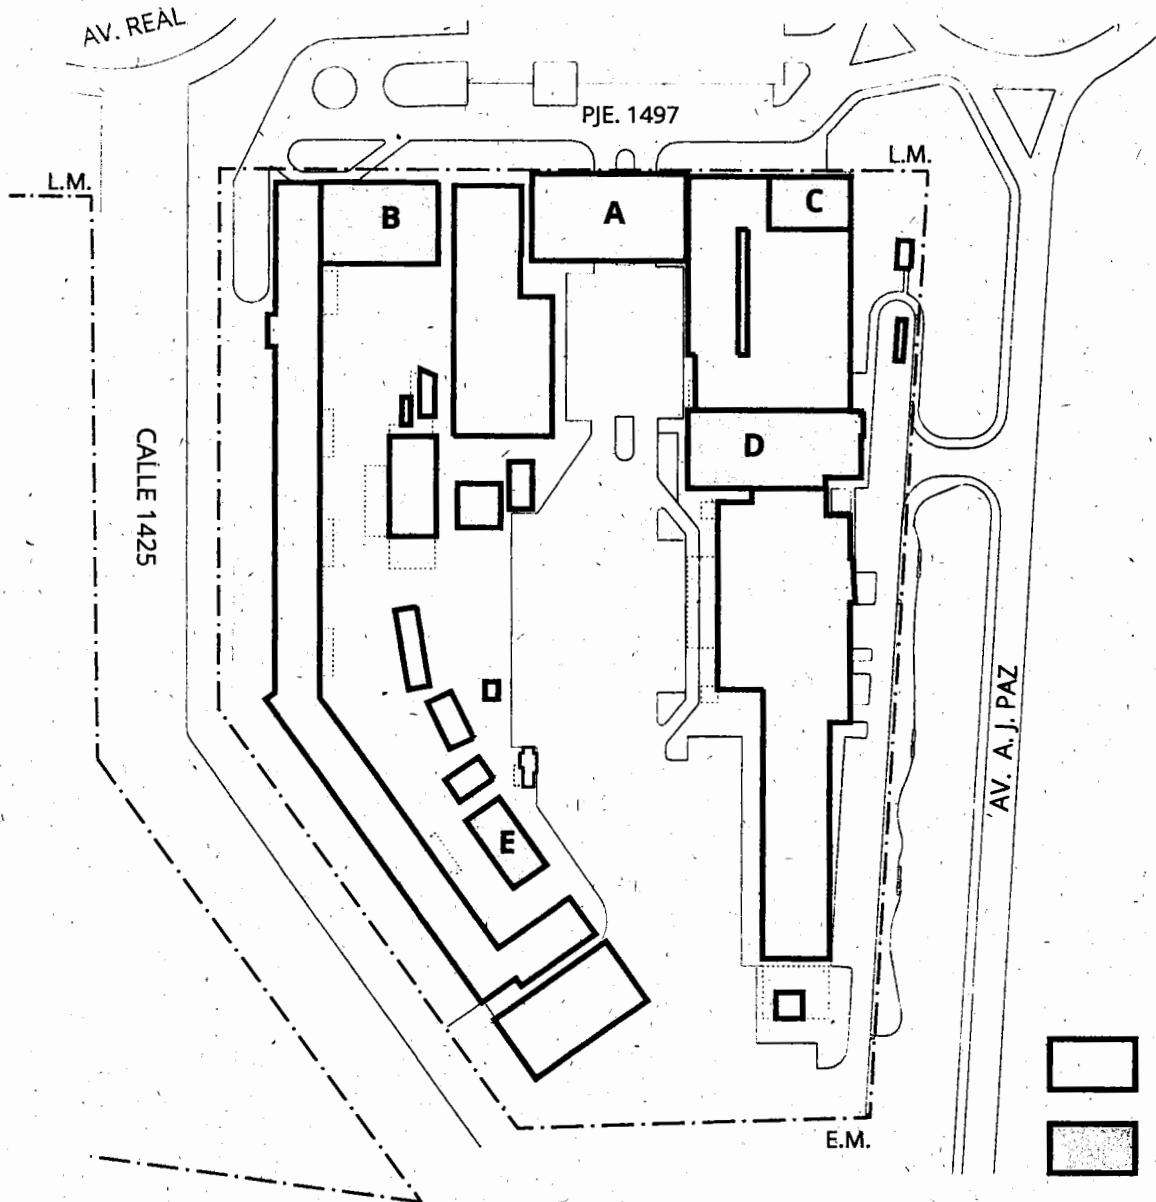 AV. REAL
PJE. 1497
L.M.
L.M.
B
A
C
D
CALLE 1425
AV. A. J. PAZ
E
E.M.